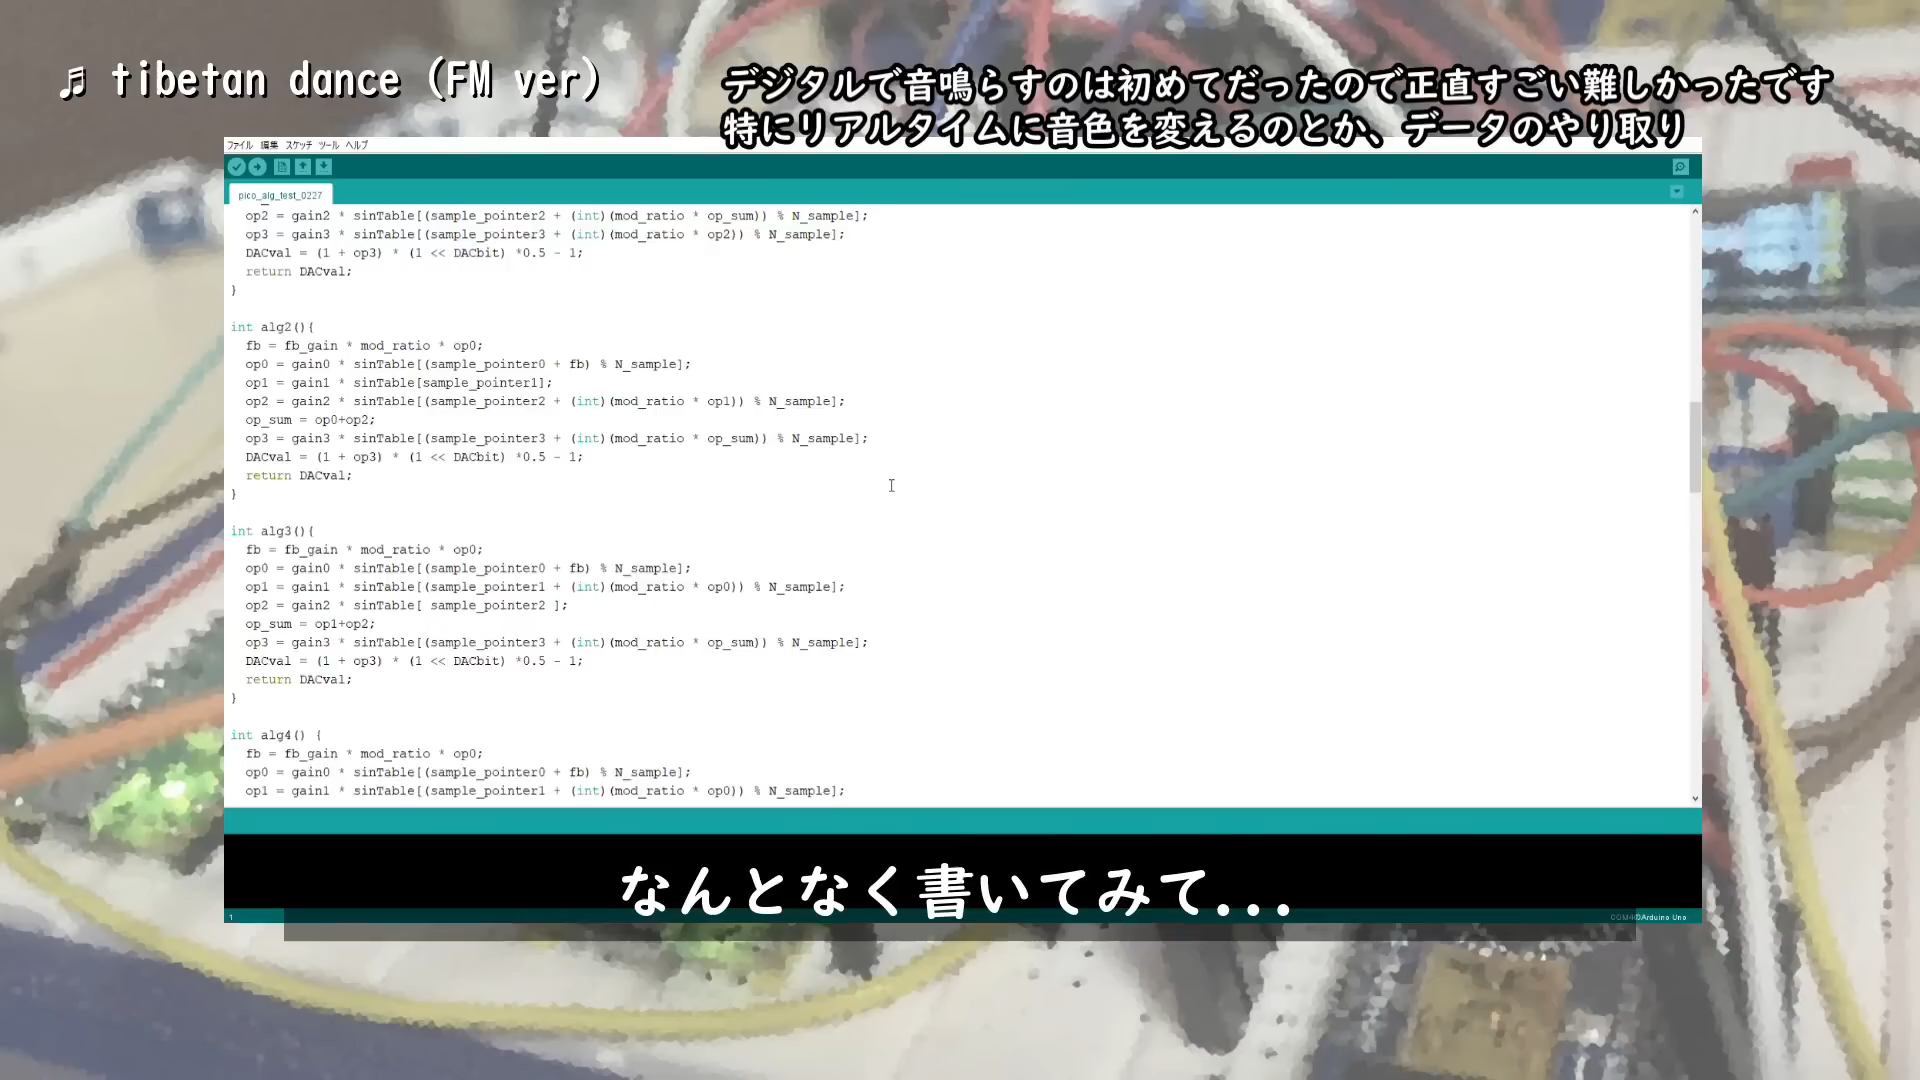 ♬ tibetan dance (FM ver)
デジタルで音鳴らすのは初めてだったので正直すごい難しかったです
特にリアルタイムに音色を変えるのとか、データのやり取り
ファイル 編集 スケッチ ツール ヘルプ
pico_alg_test_0227
op2 = gain2 * sinTable[(sample_pointer2 + (int)(mod_ratio * op_sum)) % N_sample];
op3 = gain3 * sinTable[(sample_pointer3 + (int)(mod_ratio * op2)) % N_sample];
DACval = (1 + op3) * (1 << DACbit) *0.5 - 1;
return DACval;
}
int alg2(){
fb = fb_gain * mod_ratio * op0;
op0 = gain0 * sinTable[(sample_pointer0 + fb) % N_sample];
op1 = gain1 * sinTable[sample_pointer1];
op2 = gain2 * sinTable[(sample_pointer2 + (int)(mod_ratio * op1)) % N_sample];
op_sum = op0+op2;
op3 = gain3 * sinTable[(sample_pointer3 + (int)(mod_ratio * op_sum)) % N_sample];
DACval = (1 + op3) * (1 << DACbit) *0.5 - 1;
return DACval;
}
int alg3(){
fb = fb_gain * mod_ratio * op0;
op0 = gain0 * sinTable[(sample_pointer0 + fb) % N_sample];
op1 = gain1 * sinTable[(sample_pointer1 + (int)(mod_ratio * op0)) % N_sample];
op2 = gain2 * sinTable[ sample_pointer2 ];
op_sum = op1+op2;
op3 = gain3 * sinTable[(sample_pointer3 + (int)(mod_ratio * op_sum)) % N_sample];
DACval = (1 + op3) * (1 << DACbit) *0.5 - 1;
return DACval;
}
int alg4() {
fb = fb_gain * mod_ratio * op0;
op0 = gain0 * sinTable[(sample_pointer0 + fb) % N_sample];
op1 = gain1 * sinTable[(sample_pointer1 + (int)(mod_ratio * op0)) % N_sample];
なんとなく書いてみて...
1
Arduino Uno